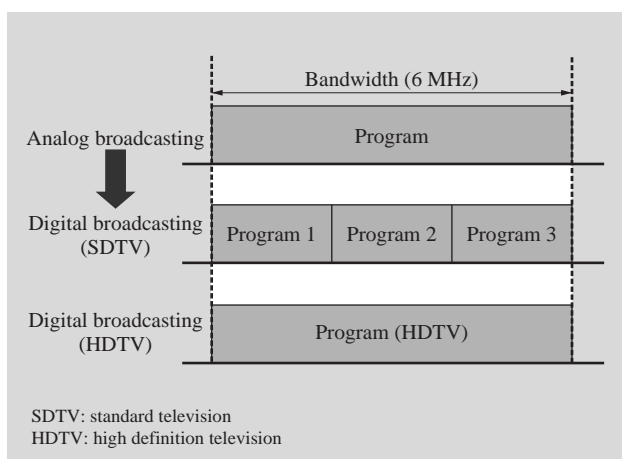 Bandwidth (6 MHz)
Analog broadcasting
Program
Digital broadcasting
(SDTV)
Program 1
Program 2
Program 3
Digital broadcasting
(HDTV)
Program (HDTV)
SDTV: standard television
HDTV: high definition television